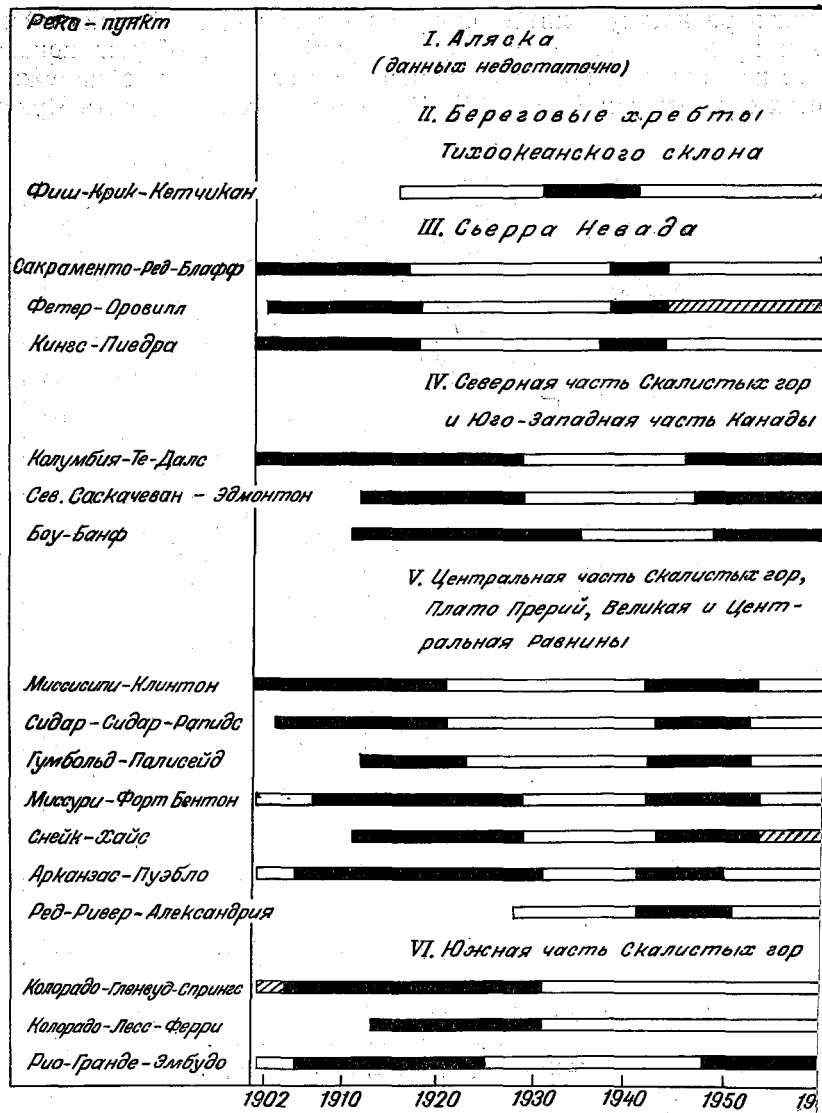 Река - пункт
I. Аляска
(данных недостаточно)
II. Береговые хребты
Тихоокеанского склона
Фиш-Крик-Кетчикан
III. Сьерра Невада
Сакраменто-Ред-Блафф
Фетер-Оровилл
Кингс-Пиедра
IV. Северная часть Скалистых гор
и Юго-Западная часть Канады
Колумбия-Те-Далс
Сев. Саскачеван - Эдмонтон
Боу-Банф
V. Центральная часть Скалистых гор,
Плато Прерий, Великая и Цент-
ральная Равнины
Миссисипи-Клинтон
Сидар-Сидар-Рапидс
Гумбольд-Палисейд
Миссури-Форт Бентон
Снейк-Хайс
Арканзас-Пуэбло
Ред-Ривер-Александрия
VI. Южная часть Скалистых гор
Колорадо-Гленвуд-Спрингс
Колорадо-Лесс-Ферри
Рио-Гранде-Эмбудо
1902 1910 1920 1930 1940 1950 19